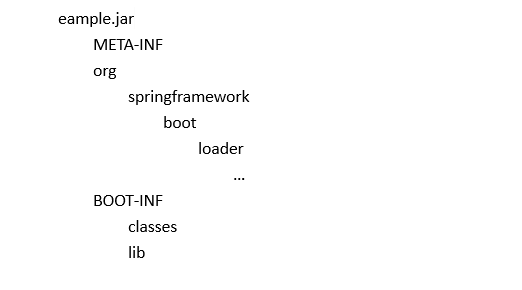 eample.jar
META-INF
org
springframework
boot
loader
...
BOOT-INF
classes
lib